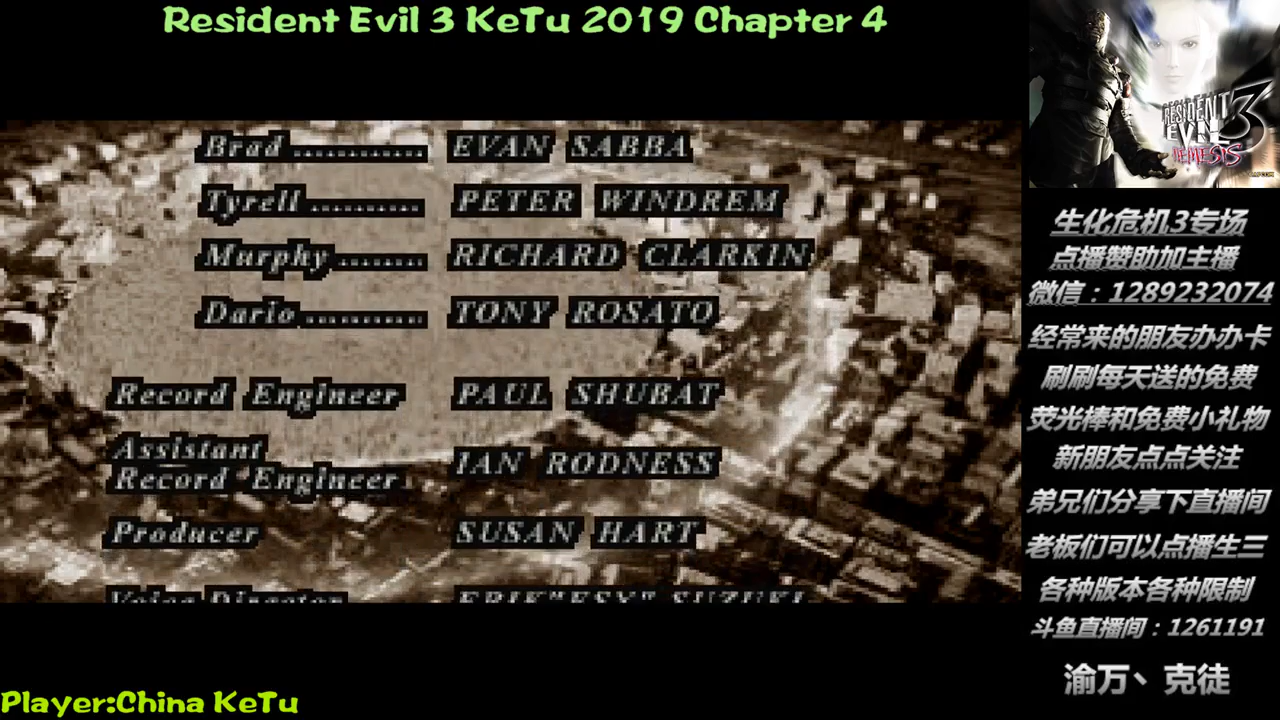 Resident Evil 3 KeTu 2019 Chapter 4
Brad ............ EVAN SABBA
Tyrell .......... PETER WINDREM
Murphy ........ RICHARD CLARKIN
Dario ........... TONY ROSATO
Record Engineer PAUL SHUBAT
Assistant
Record Engineer IAN RODNESS
Producer SUSAN HART
Voice Director ERIK"ESY" SUZUKI
Player:China KeTu
RESIDENT
EVIL 3
NEMESIS
生化危机3专场
点播赞助加主播
微信：1289232074
经常来的朋友办办卡
刷刷每天送的免费
荧光棒和免费小礼物
新朋友点点关注
弟兄们分享下直播间
老板们可以点播生三
各种版本各种限制
斗鱼直播间：1261191
渝万、克徒